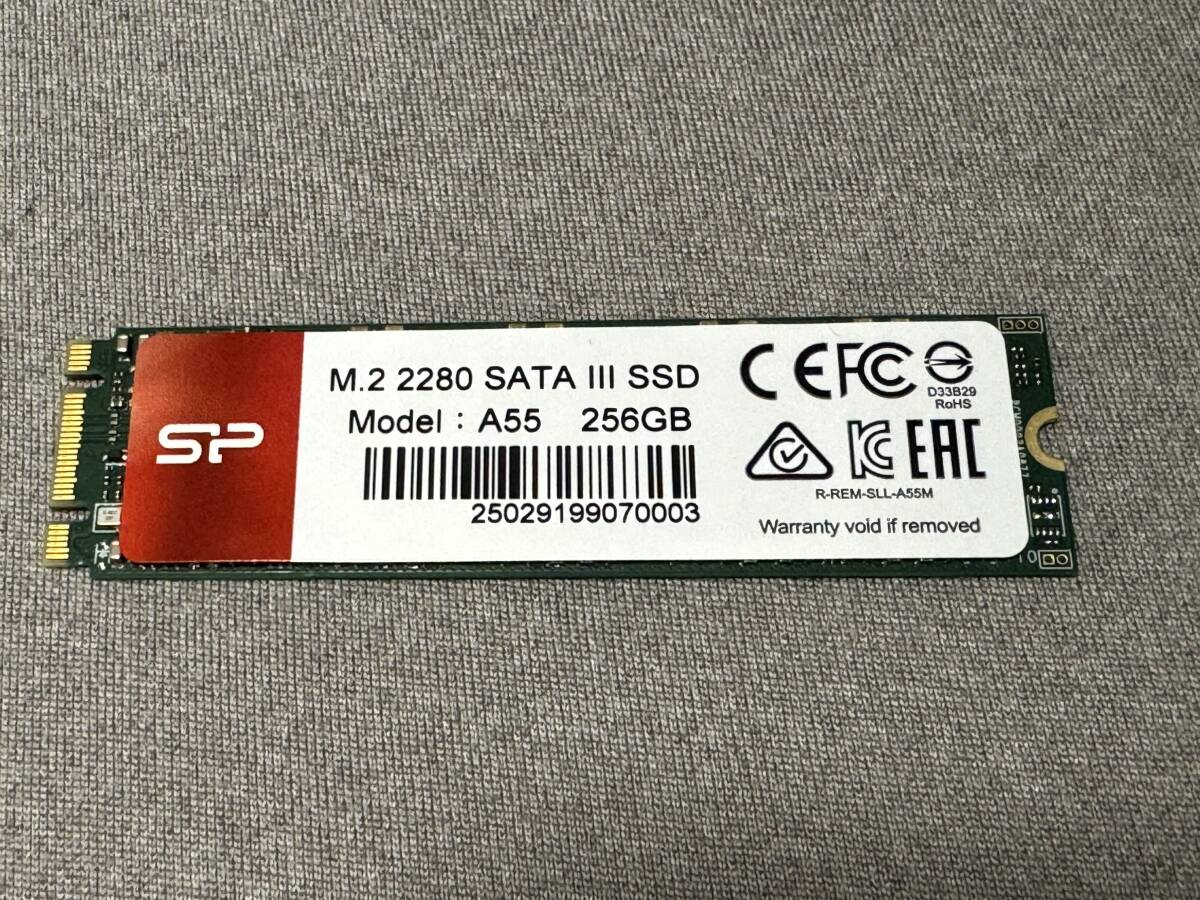 SP
M.2 2280 SATA III SSD
Model : A55 256GB
25029199070003
CE FC
D33B29
RoHS
KC EAC
R-REM-SLL-A55M
Warranty void if removed